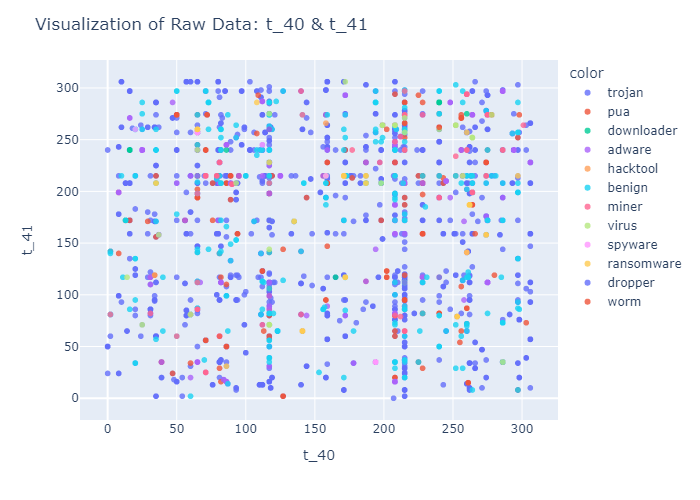 Visualization of Raw Data: t_40 & t_41
color
trojan
pua
downloader
adware
hacktool
benign
miner
virus
spyware
ransomware
dropper
worm
300
250
200
150
100
50
0
t_41
0 50 100 150 200 250 300
t_40